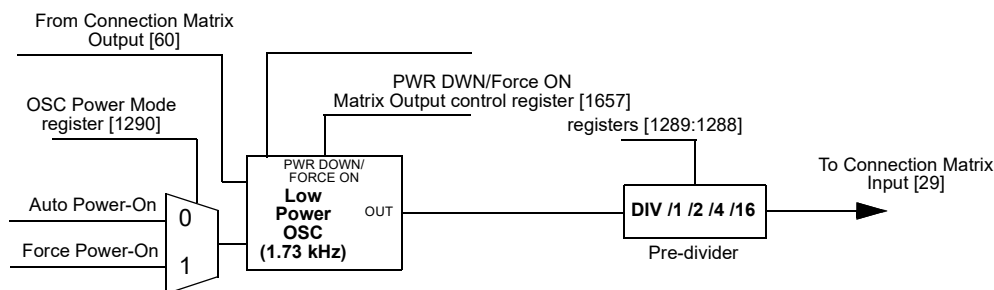 From Connection Matrix
Output [60]
PWR DWN/Force ON
Matrix Output control register [1657]
OSC Power Mode
register [1290]
registers [1289:1288]
PWR DOWN/
FORCE ON
Low
Power
OSC
(1.73 kHz)
OUT
Auto Power-On
0
Force Power-On
1
DIV /1 /2 /4 /16
Pre-divider
To Connection Matrix
Input [29]